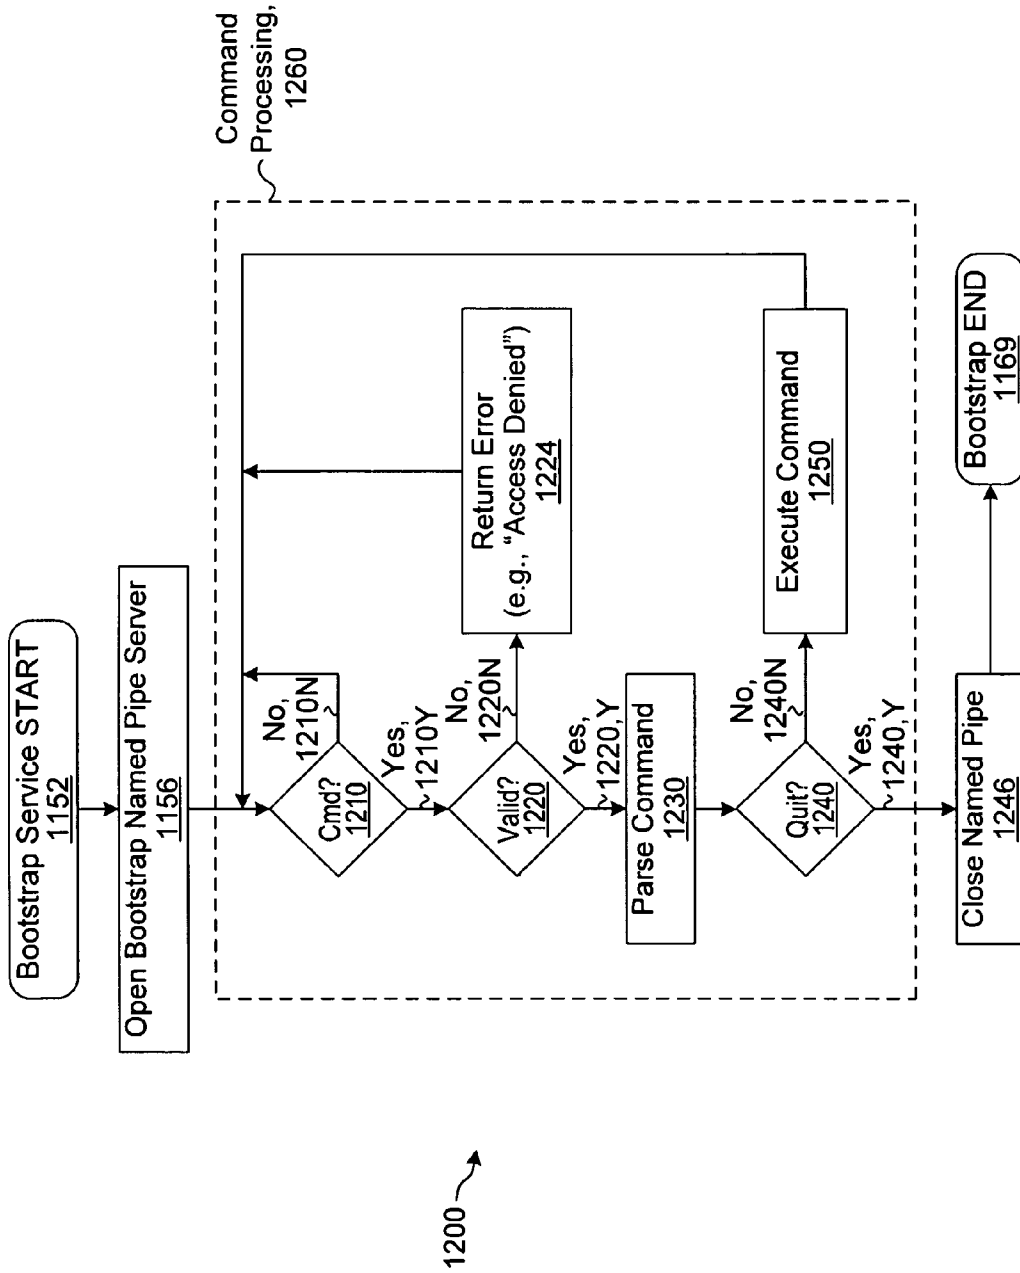 Bootstrap Service START
1152
Open Bootstrap Named Pipe Server
1156
Command
Processing,
1260
Cmd?
1210
No,
1210N
Yes,
1210Y
Valid?
1220
No,
1220N
Return Error
(e.g., “Access Denied”)
1224
Yes,
1220,Y
Parse Command
1230
Quit?
1240
No,
1240N
Execute Command
1250
Yes,
1240,Y
Close Named Pipe
1246
Bootstrap END
1169
1200